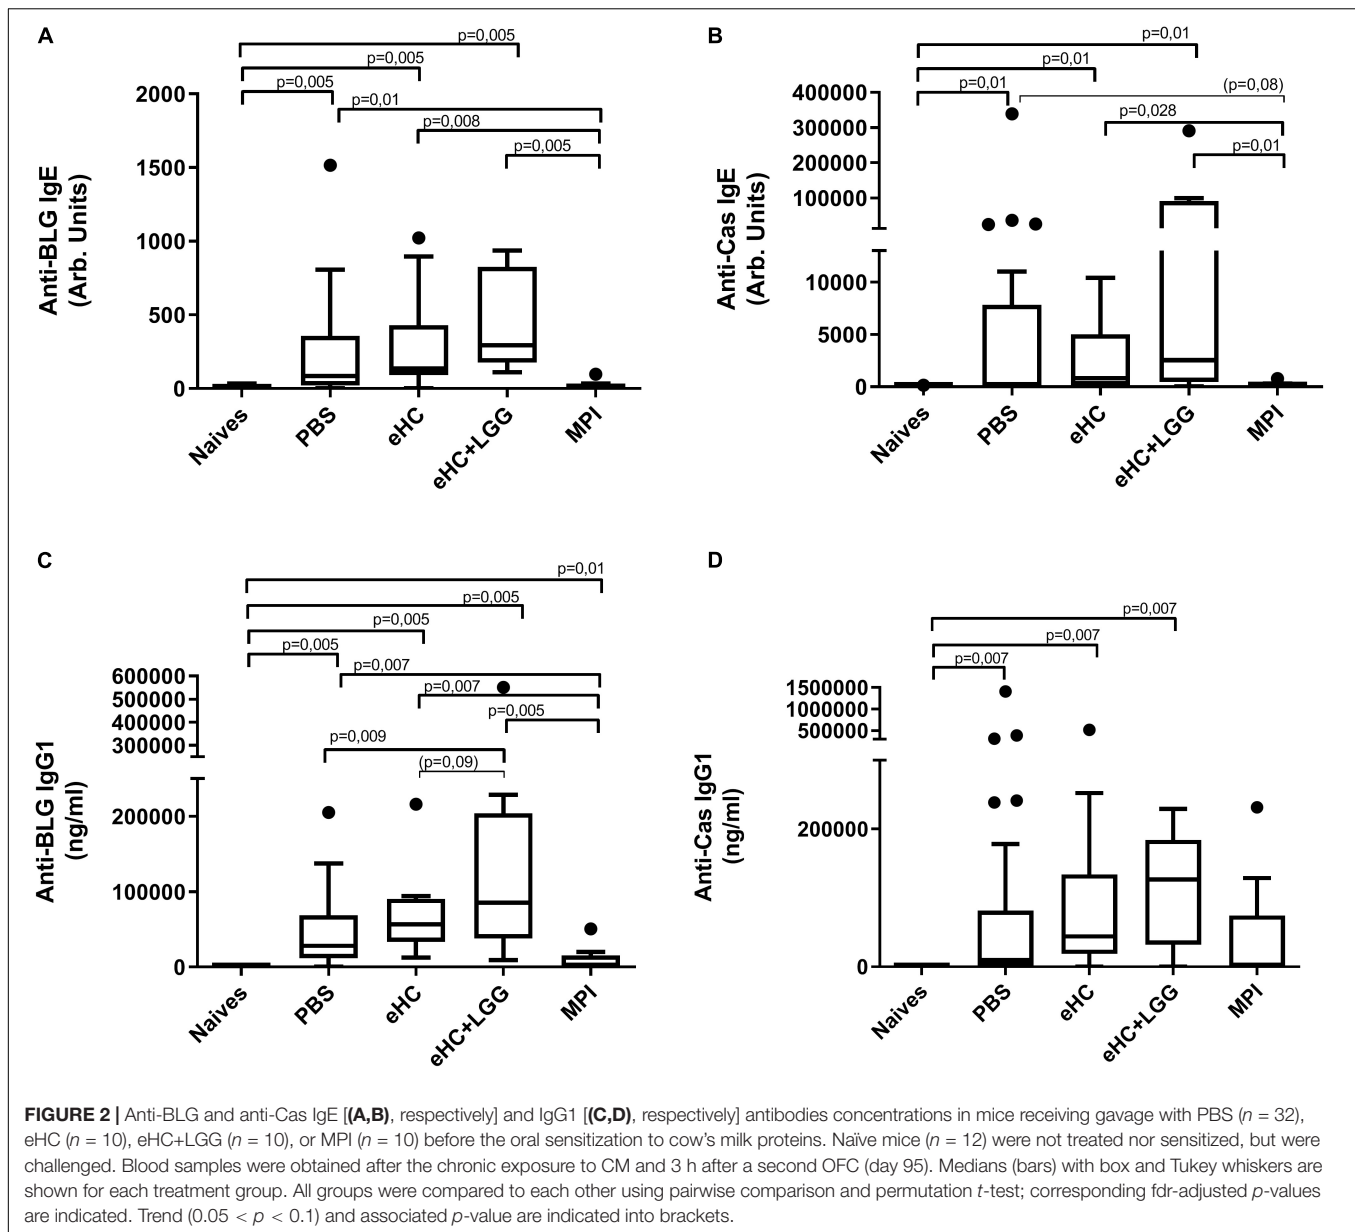 A
p=0,005
p=0,005
p=0,005
p=0,01
p=0,008
p=0,005
Anti-BLG IgE
(Arb. Units)
2000
1500
1000
500
0
Naives
PBS
eHC
eHC+LGG
MPI
B
p=0,01
p=0,01
p=0,01
(p=0,08)
p=0,028
p=0,01
Anti-Cas IgE
(Arb. Units)
400000
300000
200000
100000
10000
5000
0
Naives
PBS
eHC
eHC+LGG
MPI
C
p=0,01
p=0,005
p=0,005
p=0,005
p=0,007
p=0,007
p=0,005
p=0,009
(p=0,09)
Anti-BLG IgG1
(ng/ml)
600000
500000
400000
300000
200000
100000
0
Naives
PBS
eHC
eHC+LGG
MPI
D
p=0,007
p=0,007
p=0,007
Anti-Cas IgG1
(ng/ml)
1500000
1000000
500000
200000
0
Naives
PBS
eHC
eHC+LGG
MPI
FIGURE 2 | Anti-BLG and anti-Cas IgE [(A,B), respectively] and IgG1 [(C,D), respectively] antibodies concentrations in mice receiving gavage with PBS (n = 32),
eHC (n = 10), eHC+LGG (n = 10), or MPI (n = 10) before the oral sensitization to cow's milk proteins. Naïve mice (n = 12) were not treated nor sensitized, but were
challenged. Blood samples were obtained after the chronic exposure to CM and 3 h after a second OFC (day 95). Medians (bars) with box and Tukey whiskers are
shown for each treatment group. All groups were compared to each other using pairwise comparison and permutation t-test; corresponding fdr-adjusted p-values
are indicated. Trend (0.05 < p < 0.1) and associated p-value are indicated into brackets.